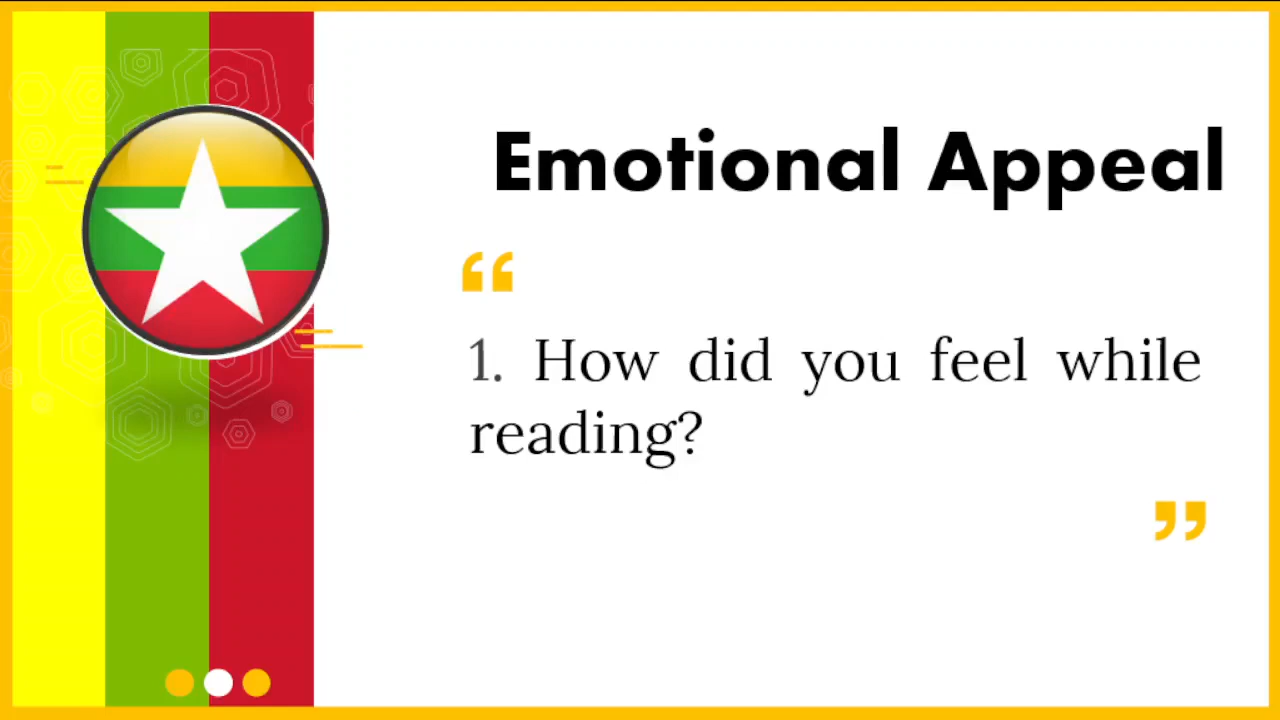 Emotional Appeal
“
1. How did you feel while
reading?
”